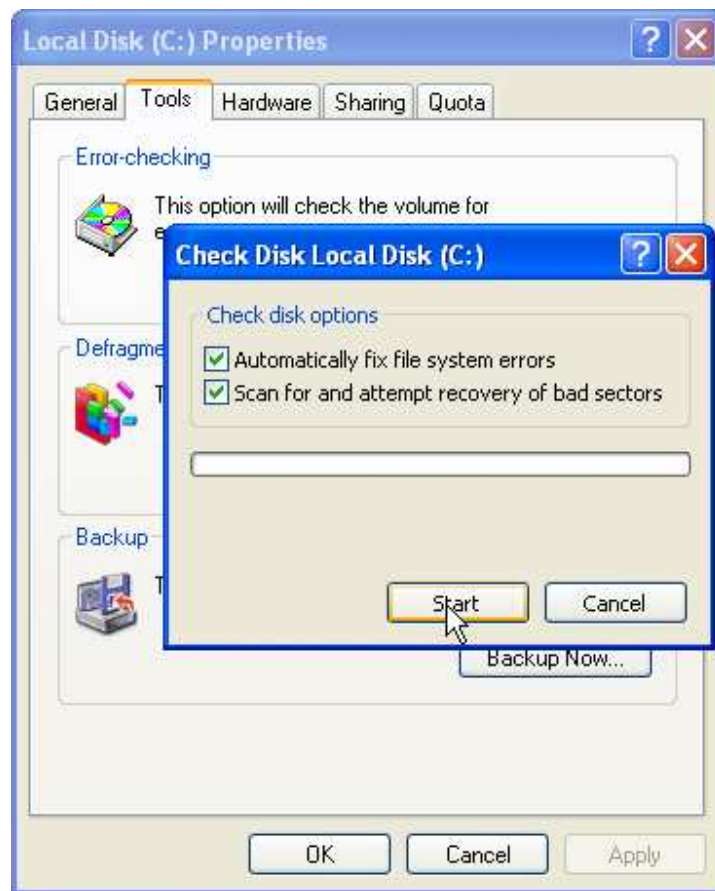 Local Disk (C:) Properties
General Tools Hardware Sharing Quota
Error-checking
This option will check the volume for
Check Disk Local Disk (C:)
Check disk options
Automatically fix file system errors
Scan for and attempt recovery of bad sectors
Start Cancel
Defragme
Backup
Backup Now...
OK Cancel Apply